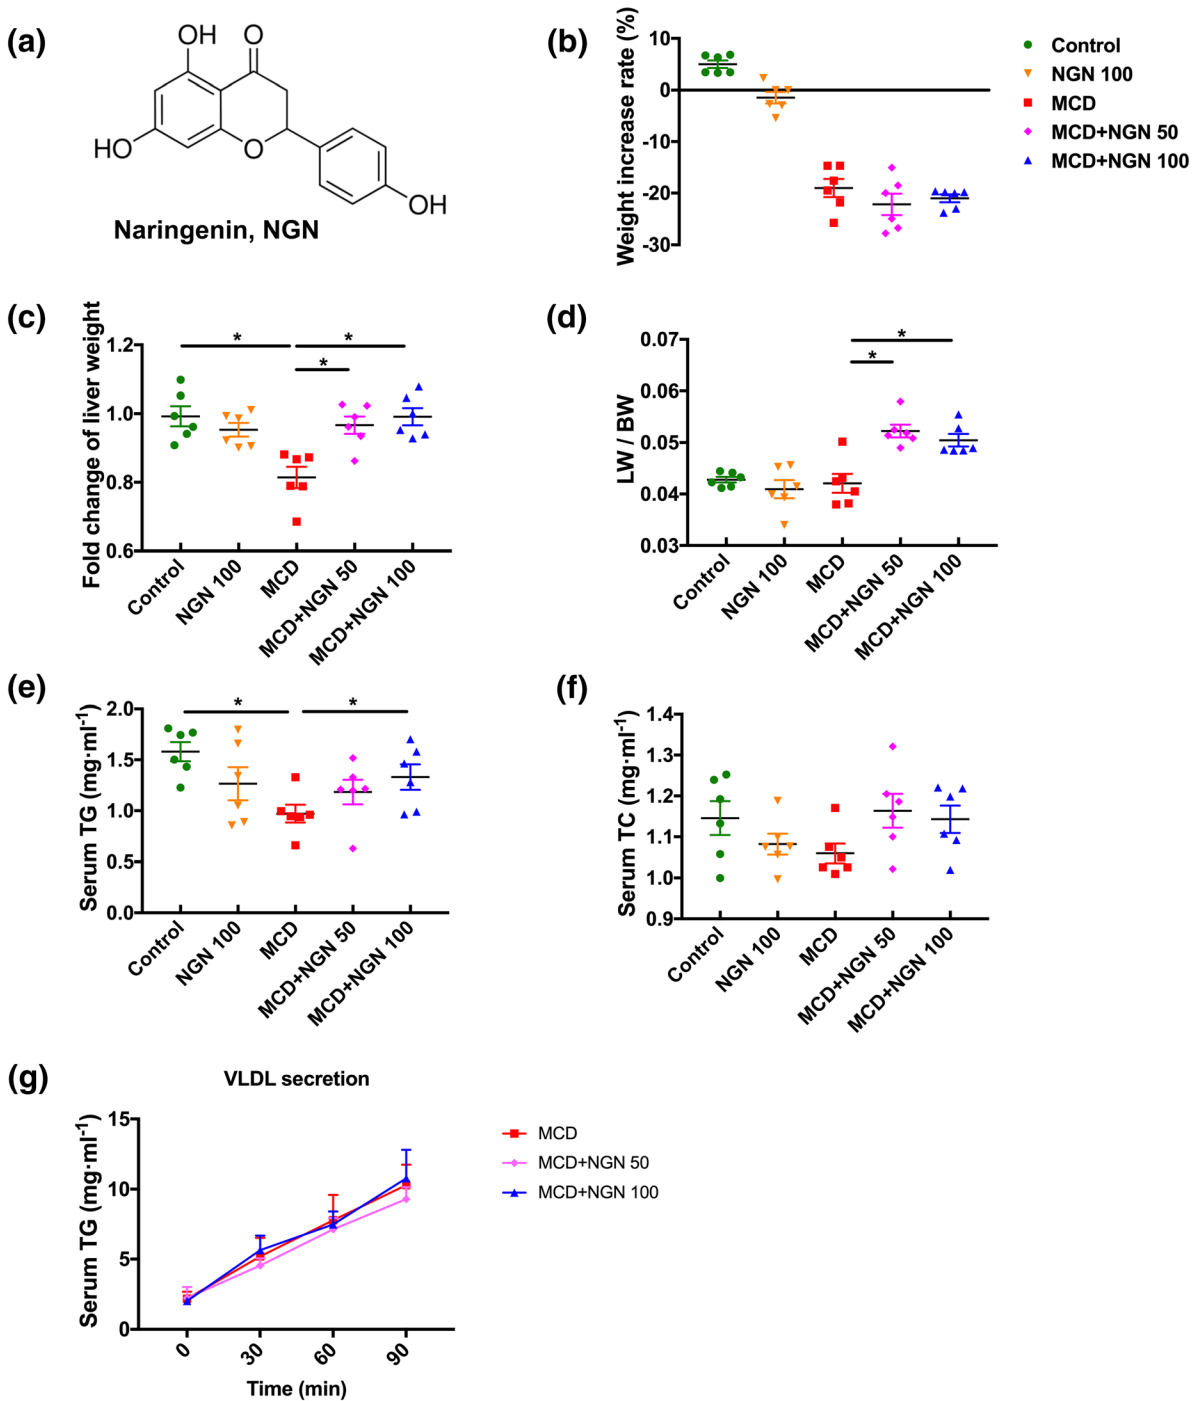 (a)
OH
O
HO
O
OH
Naringenin, NGN
(b)
Weight increase rate (%)
10
0
-10
-20
-30
Control
NGN 100
MCD
MCD+NGN 50
MCD+NGN 100
(c)
Fold change of liver weight
1.2
1.0
0.8
0.6
*
*
*
Control
NGN 100
MCD
MCD+NGN 50
MCD+NGN 100
(d)
LW / BW
0.07
0.06
0.05
0.04
0.03
*
*
Control
NGN 100
MCD
MCD+NGN 50
MCD+NGN 100
(e)
Serum TG (mg·ml-1)
2.0
1.5
1.0
0.5
0.0
*
*
Control
NGN 100
MCD
MCD+NGN 50
MCD+NGN 100
(f)
Serum TC (mg·ml-1)
1.4
1.3
1.2
1.1
1.0
0.9
Control
NGN 100
MCD
MCD+NGN 50
MCD+NGN 100
(g)
VLDL secretion
Serum TG (mg·ml-1)
15
10
5
0
0
30
60
90
Time (min)
MCD
MCD+NGN 50
MCD+NGN 100